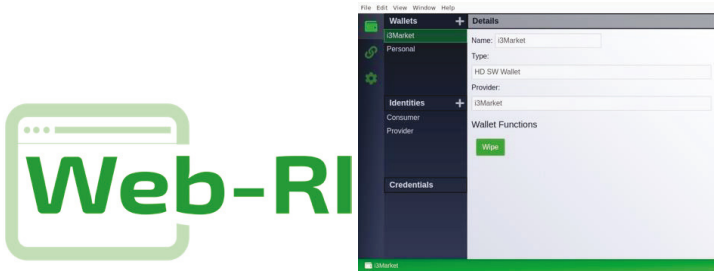 Web-RI
File Edit View Window Help
Wallets +
i3Market
Personal
Identities +
Consumer
Provider
Credentials
Details
Name: i3Market
Type:
HD SW Wallet
Provider:
i3Market
Wallet Functions
Wipe
i3Market